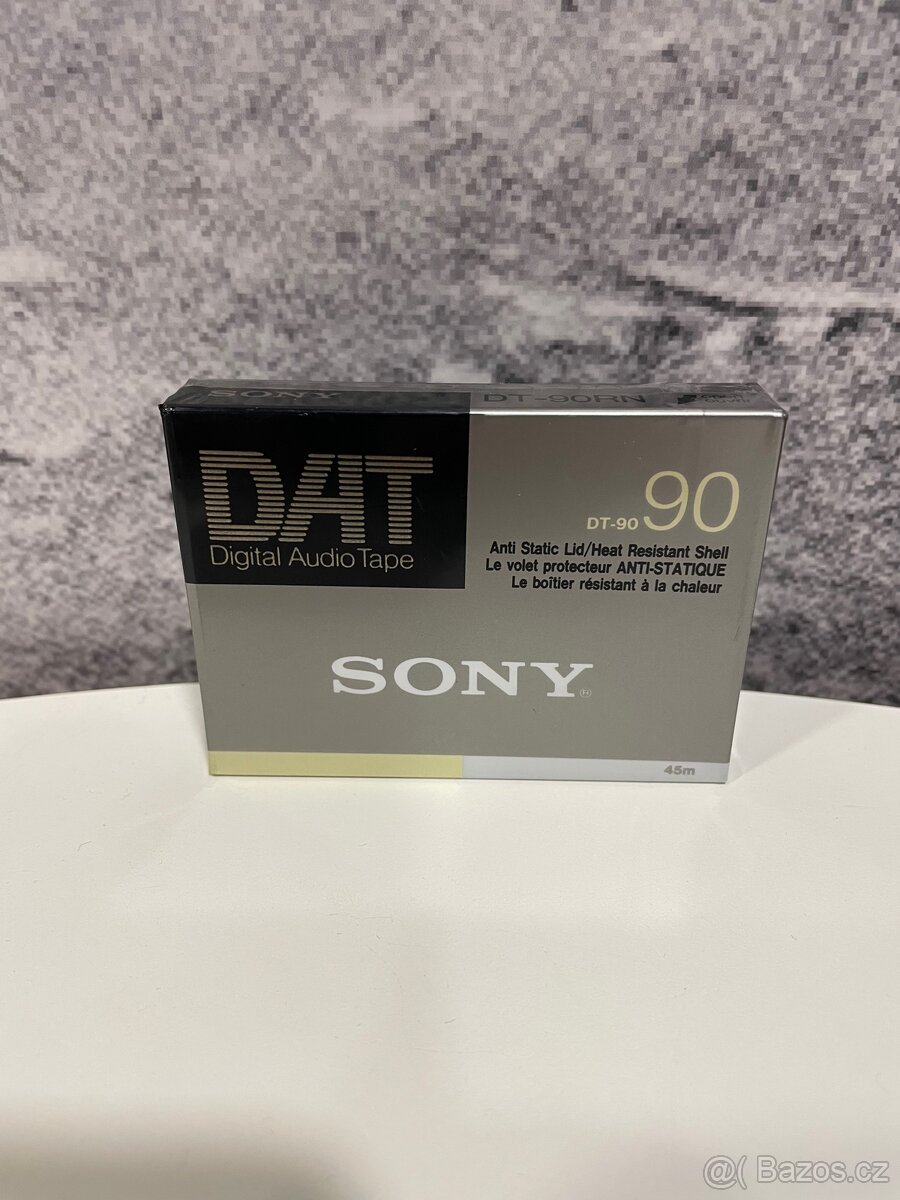 SONY DT-90RN
DAT
Digital Audio Tape
DT-90 90
Anti Static Lid/Heat Resistant Shell
Le volet protecteur ANTI-STATIQUE
Le boîtier résistant à la chaleur
SONY®
45m
@( Bazos.cz